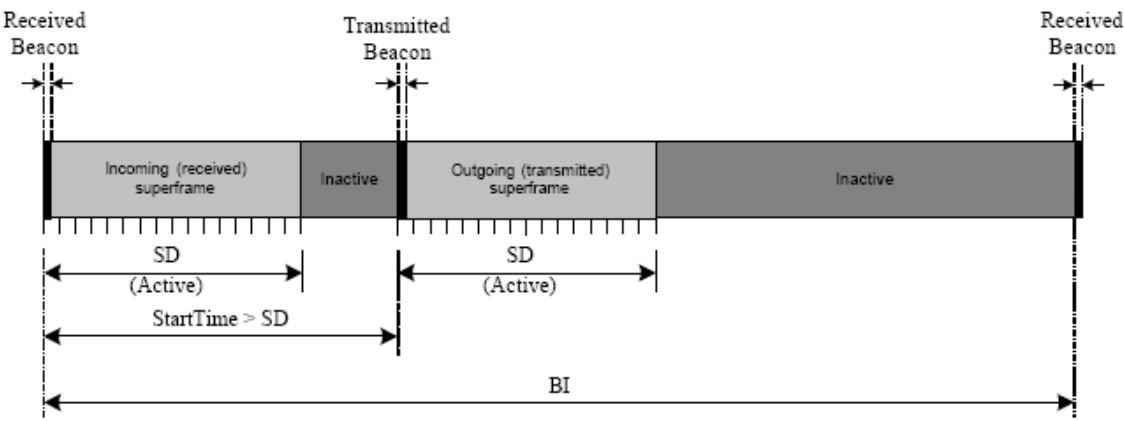 Received
Beacon
Transmitted
Beacon
Received
Beacon
Incoming (received)
superframe
Inactive
Outgoing (transmitted)
superframe
Inactive
SD
(Active)
SD
(Active)
StartTime > SD
BI